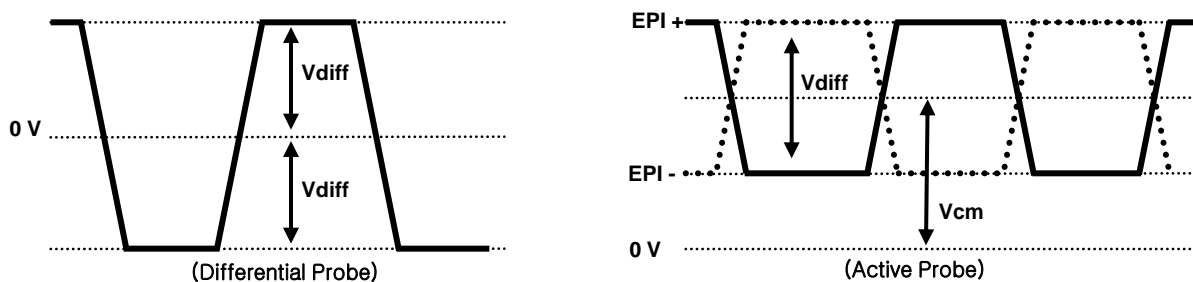 Vdiff
0 V
Vdiff
(Differential Probe)
EPI +
Vdiff
EPI -
Vcm
0 V
(Active Probe)